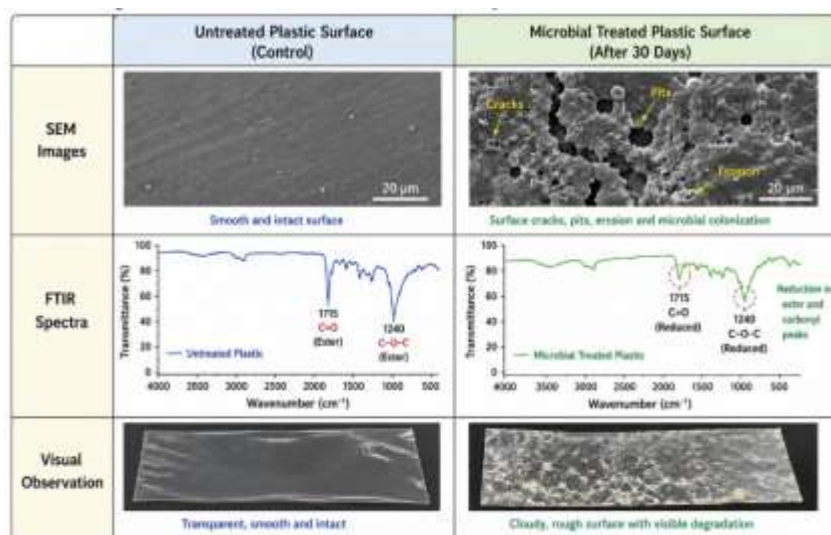 Untreated Plastic Surface
(Control)
Microbial Treated Plastic Surface
(After 30 Days)
SEM
Images
20 µm
Smooth and intact surface
Cracks
Pits
Erosion
20 µm
Surface cracks, pits, erosion and microbial colonization
FTIR
Spectra
Transmittance (%)
100
80
60
40
20
0
1715
C=O
(Ester)
1240
C-O-C
(Ester)
Untreated Plastic
4000
3000
2500
2000
1500
1000
500
Wavenumber (cm⁻¹)
Transmittance (%)
100
80
60
40
20
0
1715
C=O
(Reduced)
1240
C-O-C
(Reduced)
Reduction in
ester and
carbonyl
peaks
Microbial Treated Plastic
4000
3500
3000
2500
2000
1500
1000
500
Wavenumber (cm⁻¹)
Visual
Observation
Transparent, smooth and intact
Cloudy, rough surface with visible degradation